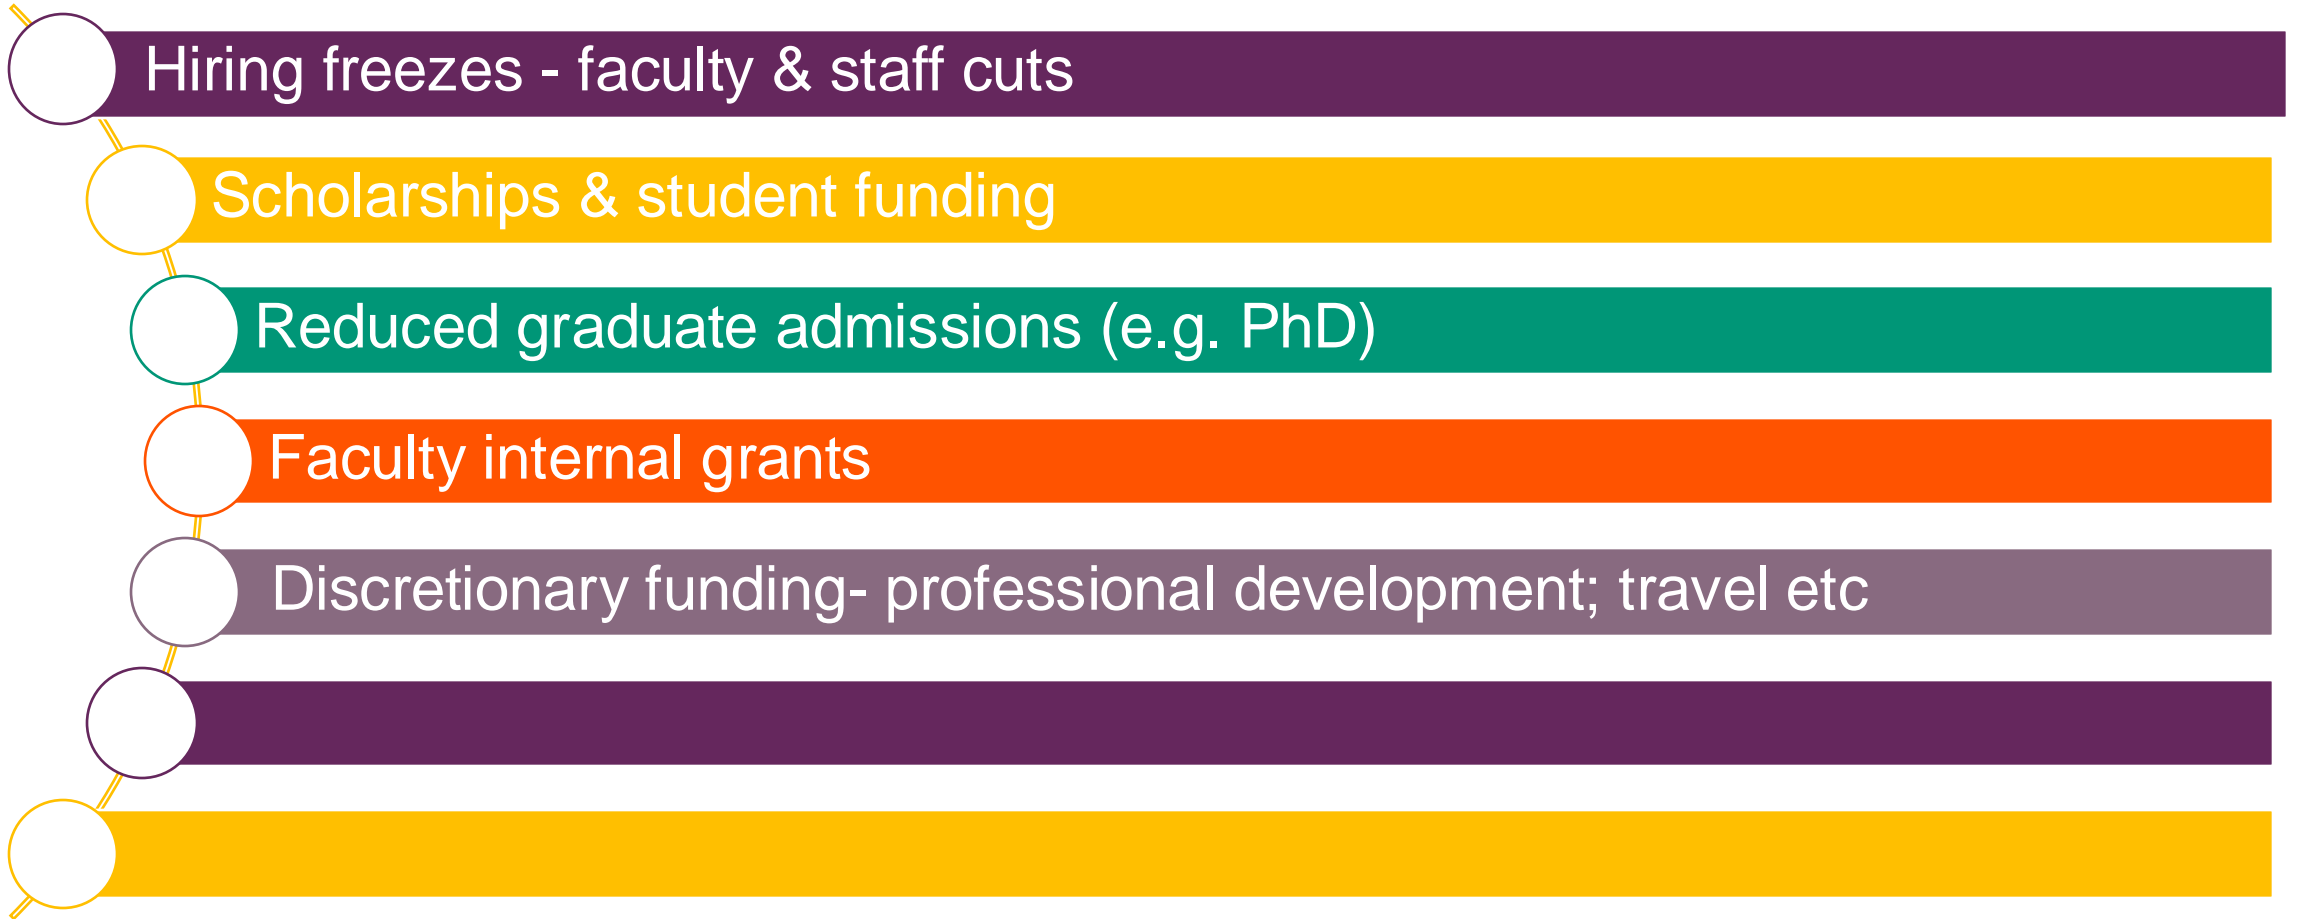 Hiring freezes - faculty & staff cuts
Scholarships & student funding
Reduced graduate admissions (e.g. PhD)
Faculty internal grants
Discretionary funding- professional development; travel etc